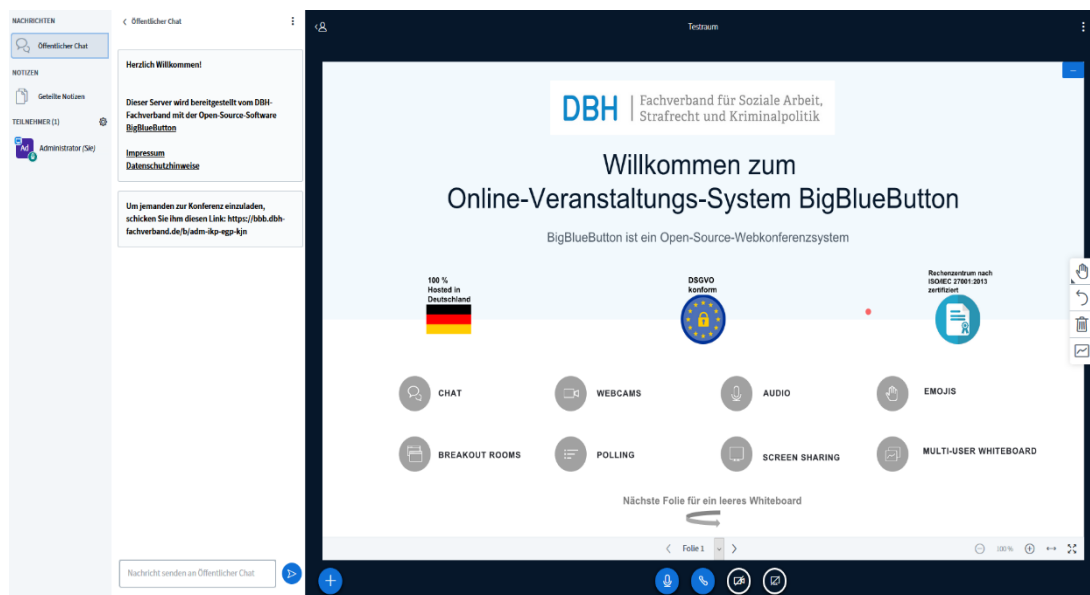 NACHRICHTEN
Öffentlicher Chat
NOTIZEN
Geteilte Notizen
TEILNEHMER (1)
Ad
Administrator (Sie)
Öffentlicher Chat
Herzlich Willkommen!
Dieser Server wird bereitgestellt vom DBH-
Fachverband mit der Open-Source-Software
BigBlueButton
Impressum
Datenschutzhinweise
Um jemanden zur Konferenz einzuladen,
schicken Sie ihm diesen Link: https://bbb.dbh-
fachverband.de/b/adm-ikp-egp-kjn
Nachricht senden an Öffentlicher Chat
Testraum
DBH
Fachverband für Soziale Arbeit,
Strafrecht und Kriminalpolitik
Willkommen zum
Online-Veranstaltungs-System BigBlueButton
BigBlueButton ist ein Open-Source-Webkonferenzsystem
100 %
Hosted in
Deutschland
DSGVO
konform
Rechenzentrum nach
ISO/IEC 27001:2013
zertifiziert
CHAT
WEBCAMS
AUDIO
EMOJIS
BREAKOUT ROOMS
POLLING
SCREEN SHARING
MULTI-USER WHITEBOARD
Nächste Folie für ein leeres Whiteboard
Folie 1
100%